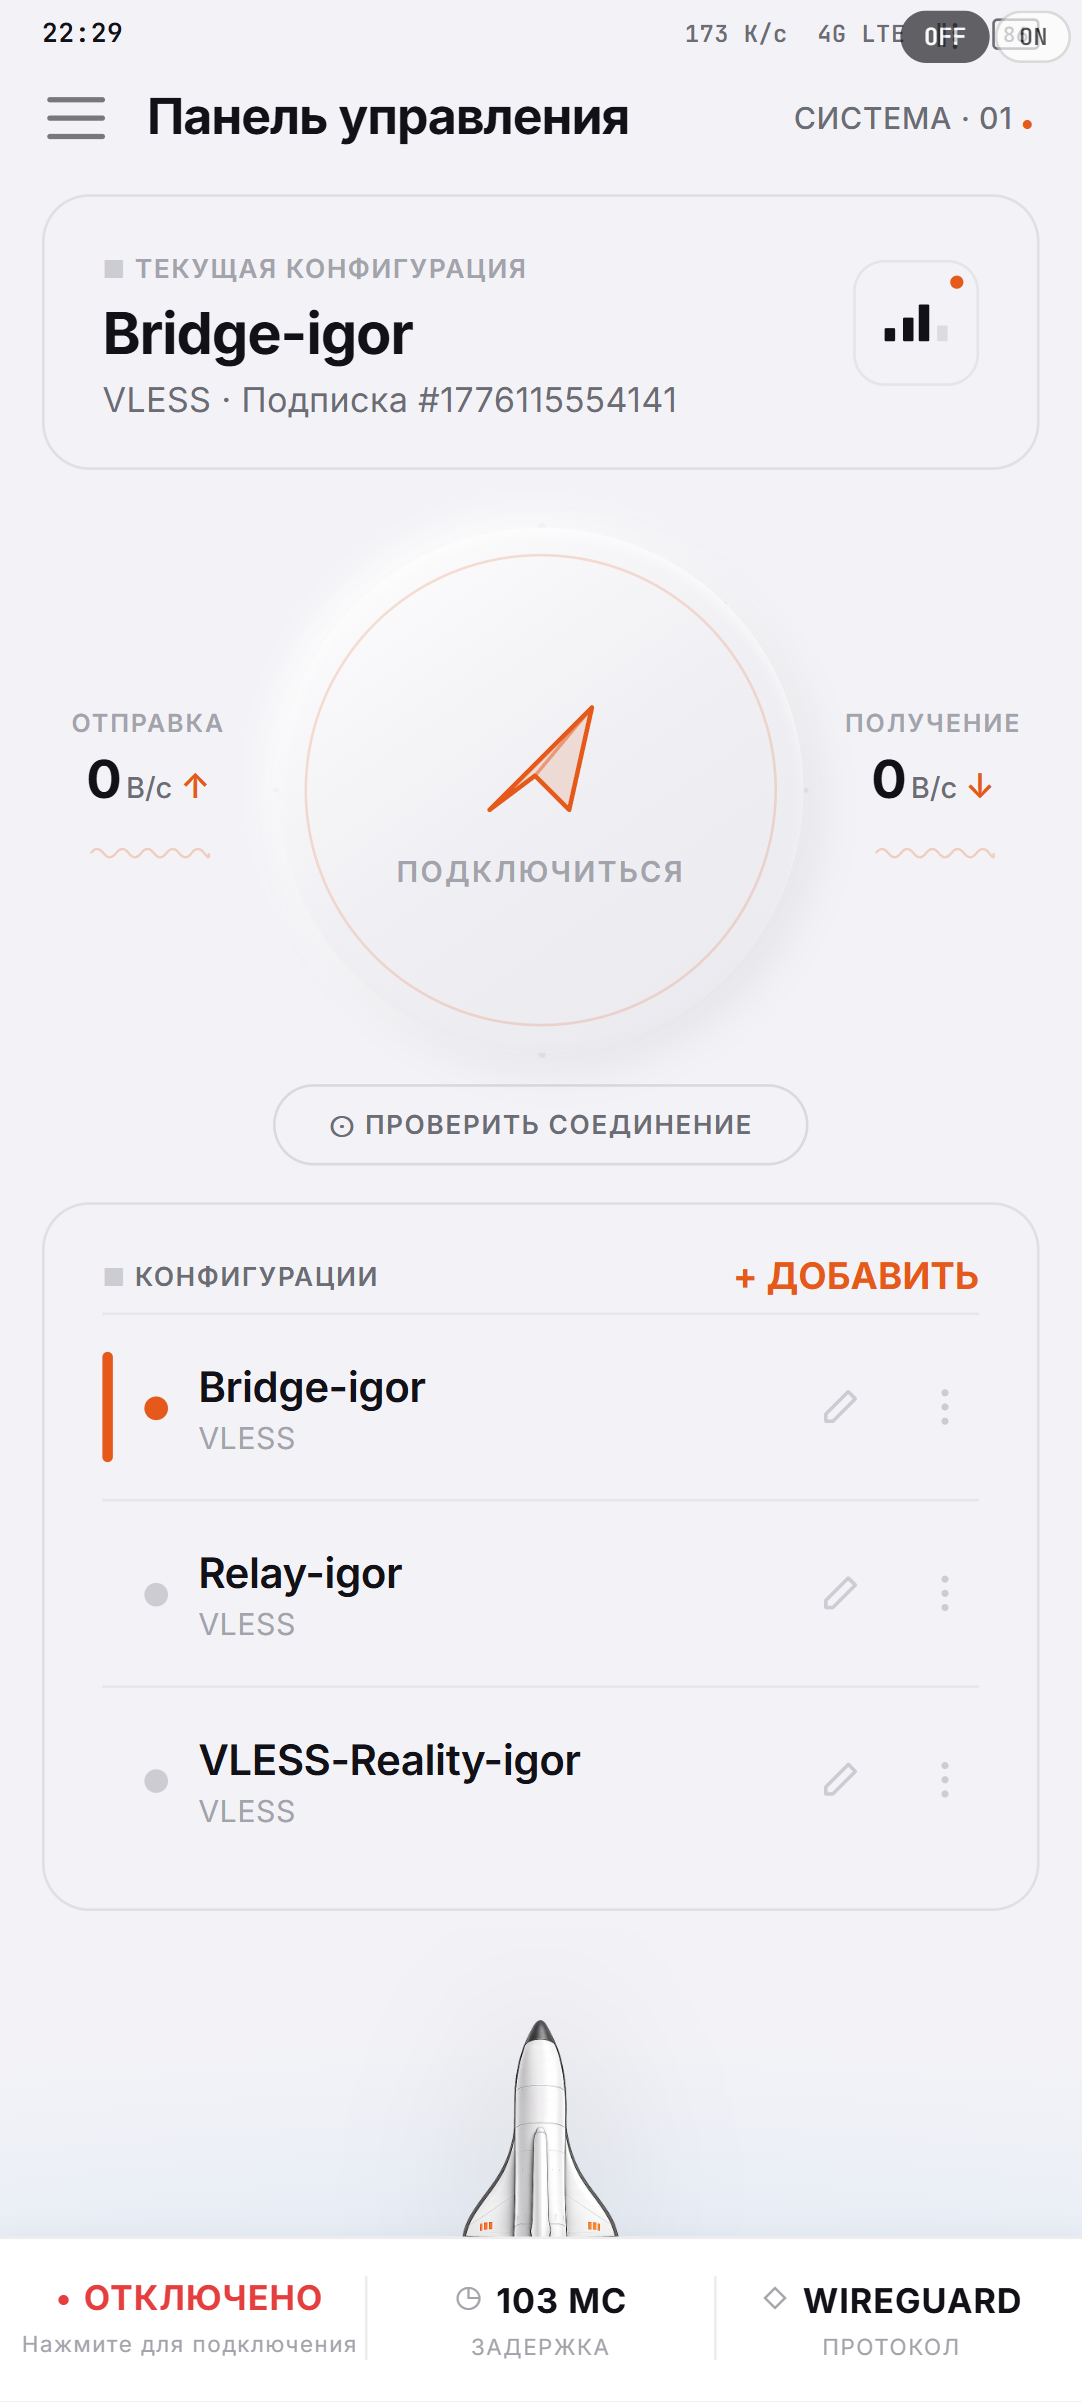 22:29
173 K/c 4G LTE OFF ON
Панель управления
СИСТЕМА · 01
ТЕКУЩАЯ КОНФИГУРАЦИЯ
Bridge-igor
VLESS · Подписка #1776115554141
ОТПРАВКА
0 B/c ↑
ПОЛУЧЕНИЕ
0 B/c ↓
ПОДКЛЮЧИТЬСЯ
ПРОВЕРИТЬ СОЕДИНЕНИЕ
КОНФИГУРАЦИИ
+ ДОБАВИТЬ
Bridge-igor
VLESS
Relay-igor
VLESS
VLESS-Reality-igor
VLESS
• ОТКЛЮЧЕНО
Нажмите для подключения
103 МС
ЗАДЕРЖКА
WIREGUARD
ПРОТОКОЛ